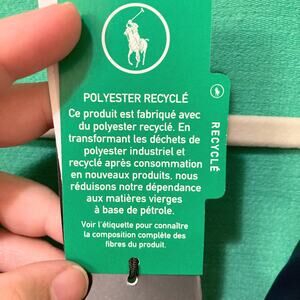 POLYESTER RECYCLÉ
Ce produit est fabriqué avec
du polyester recyclé. En
transformant les déchets de
polyester industriel et
recyclé après consommation
en nouveaux produits, nous
réduisons notre dépendance
aux matières vierges
à base de pétrole.
Voir l'étiquette pour connaître
la composition complète des
fibres du produit.
RECYCLÉ